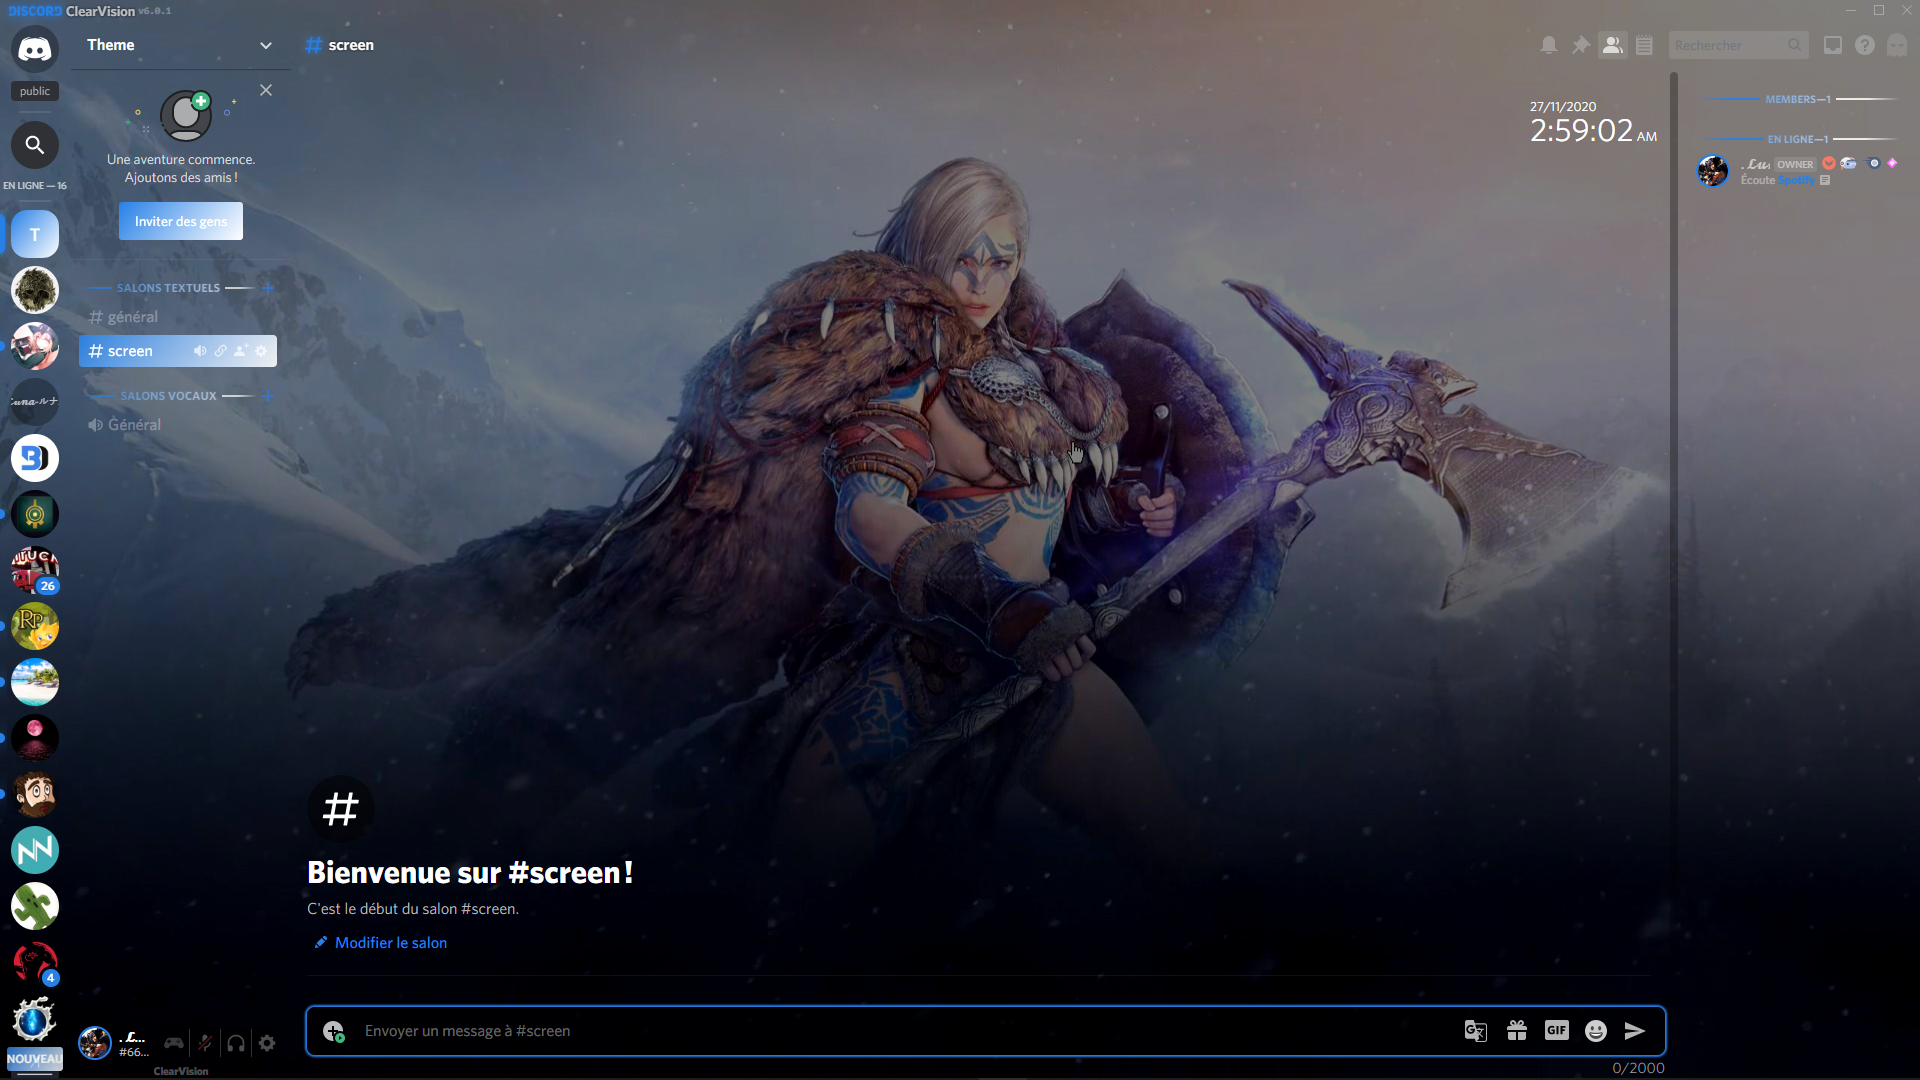 DISCORD ClearVision v6.0.1
Theme
# screen
Rechercher
public
27/11/2020
2:59:02 AM
MEMBERS—1
EN LIGNE—1
OWNER
Écoute Spotify
Une aventure commence.
Ajoutons des amis !
Inviter des gens
EN LIGNE — 16
T
SALONS TEXTUELS
# général
# screen
SALONS VOCAUX
Général
26
RP
4
NOUVEAU
#66...
ClearVision
#
Bienvenue sur #screen !
C'est le début du salon #screen.
Modifier le salon
Envoyer un message à #screen
GIF
0/2000